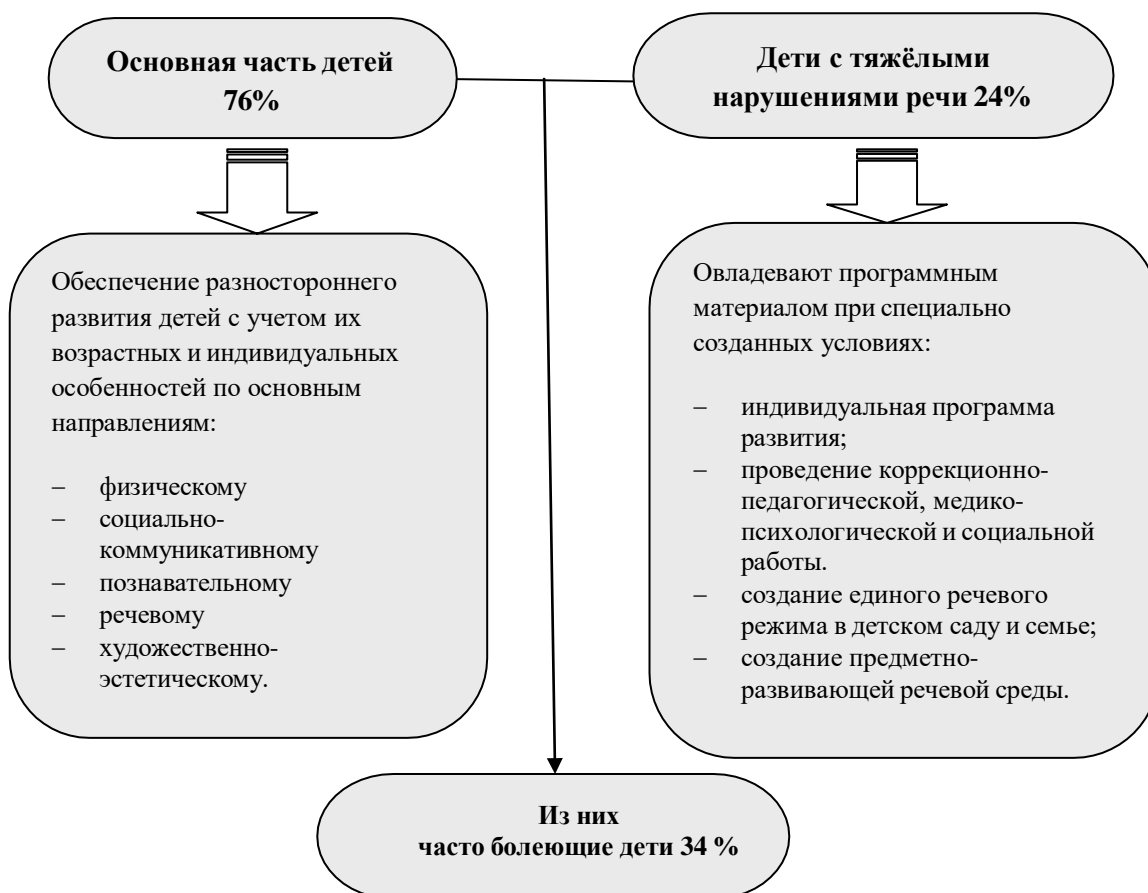 Основная часть детей
76%
Дети с тяжёлыми
нарушениями речи 24%
Обеспечение разностороннего
развития детей с учетом их
возрастных и индивидуальных
особенностей по основным
направлениям:
– физическому
– социально-
коммуникативному
– познавательному
– речевому
– художественно-
эстетическому.
Овладевают программным
материалом при специально
созданных условиях:
– индивидуальная программа
развития;
– проведение коррекционно-
педагогической, медико-
психологической и социальной
работы.
– создание единого речевого
режима в детском саду и семье;
– создание предметно-
развивающей речевой среды.
Из них
часто болеющие дети 34 %